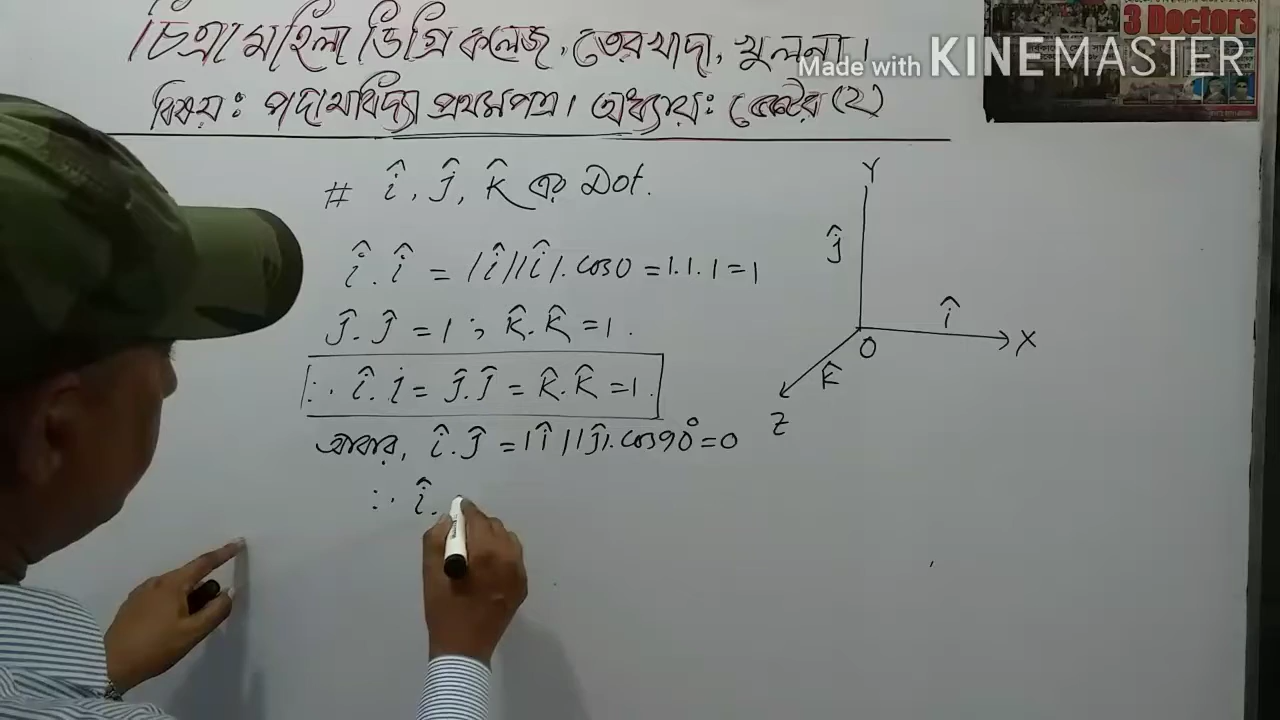 চিত্রা মহিলা ডিগ্রি কলেজ, তেরখাদা, খুলনা।
Made with KINEMASTER
3 Doctors
বিষয়ঃ পদার্থবিদ্যা প্রথমপত্র। অধ্যায়ঃ ভেক্টর (২)
# î, ĵ, k̂ এর Dot.
î . î = |î||î|. cos0 = 1.1.1 = 1
ĵ . ĵ = 1 ; k̂ . k̂ = 1 .
∴ î . i = ĵ . ĵ = k̂ . k̂ = 1 .
আবার, î . ĵ = |î||ĵ|. cos90° = 0
∴ î .
Y
ĵ
î
X
O
k̂
Z